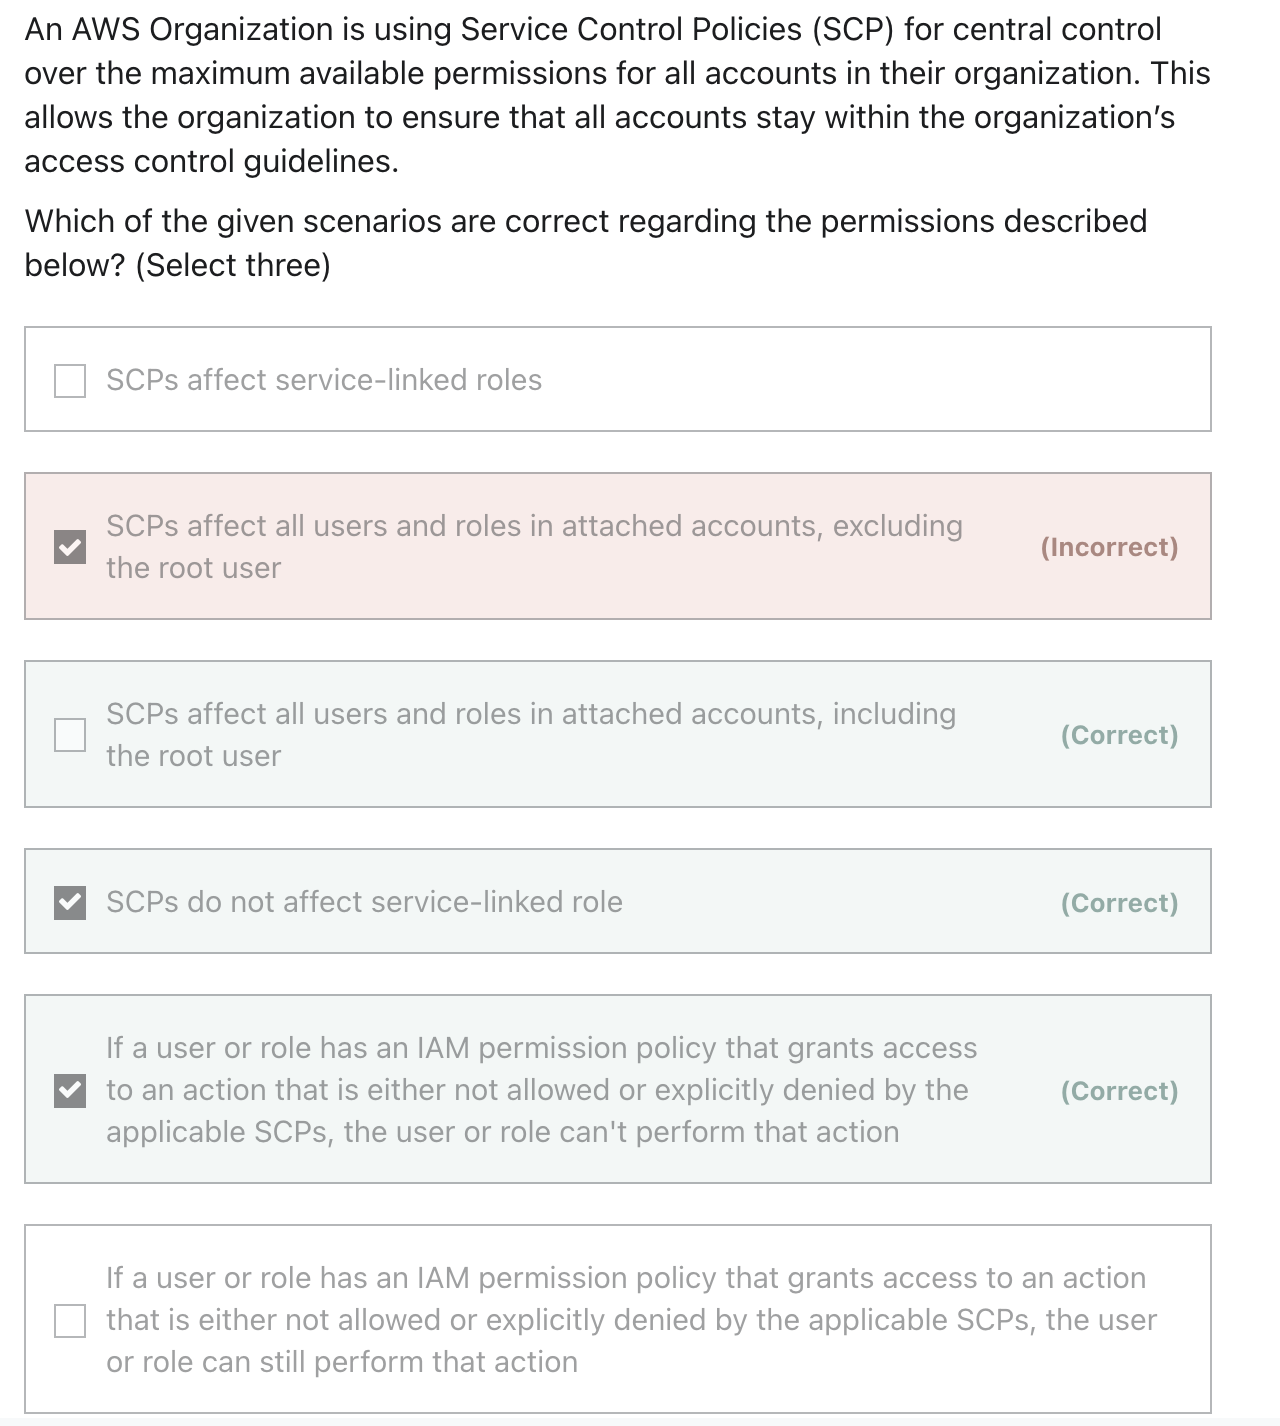 An AWS Organization is using Service Control Policies (SCP) for central control
over the maximum available permissions for all accounts in their organization. This
allows the organization to ensure that all accounts stay within the organization’s
access control guidelines.
Which of the given scenarios are correct regarding the permissions described
below? (Select three)
SCPs affect service-linked roles
SCPs affect all users and roles in attached accounts, excluding
the root user
(Incorrect)
SCPs affect all users and roles in attached accounts, including
the root user
(Correct)
SCPs do not affect service-linked role
(Correct)
If a user or role has an IAM permission policy that grants access
to an action that is either not allowed or explicitly denied by the
applicable SCPs, the user or role can't perform that action
(Correct)
If a user or role has an IAM permission policy that grants access to an action
that is either not allowed or explicitly denied by the applicable SCPs, the user
or role can still perform that action